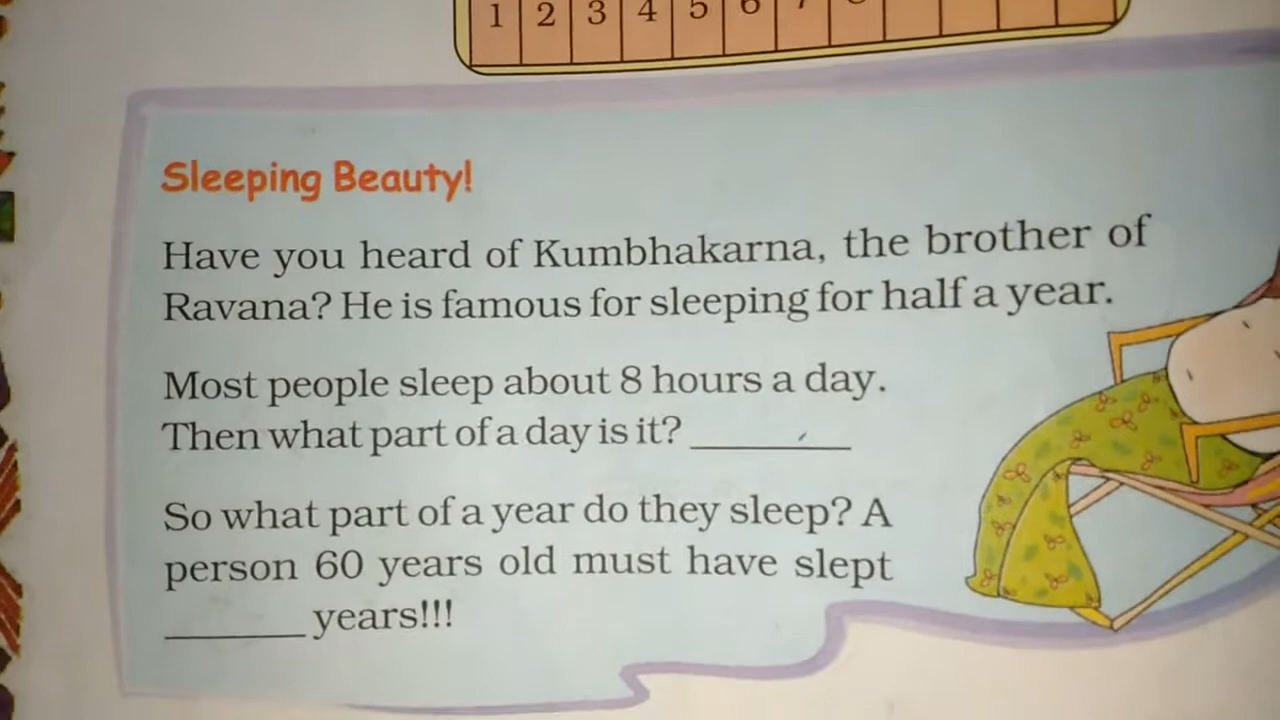 1 2 3 4 5 6 7 8
Sleeping Beauty!
Have you heard of Kumbhakarna, the brother of
Ravana? He is famous for sleeping for half a year.
Most people sleep about 8 hours a day.
Then what part of a day is it? ________
So what part of a year do they sleep? A
person 60 years old must have slept
_______ years!!!